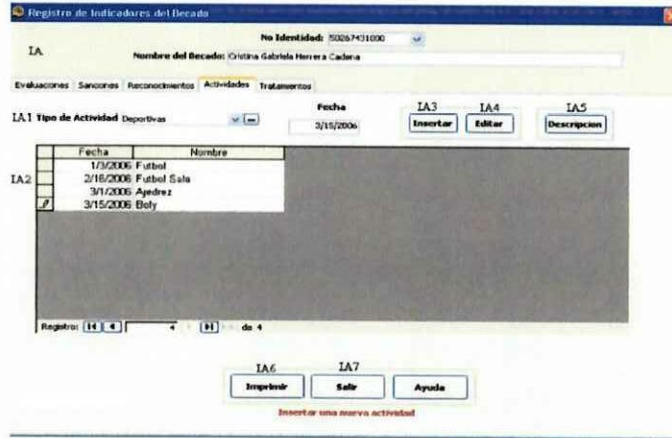 Registro de Indicadores del Becado
No Identidad: 50267431000
IA
Nombre del Becado: Cristina Gabriela Herrera Cadena
Evaluaciones Sanciones Reconocimientos Actividades Tratamientos
Fecha IA3 IA4 IA5
IA1 Tipo de Actividad Deportivas 3/15/2006 Insertar Editar Descripcion
Fecha Nombre
1/3/2006 Futbol
IA2 2/18/2006 Futbol Sala
3/1/2006 Ajedrez
3/15/2006 Boly
Registro: 4 de 4
IA6 IA7
Imprimir Salir Ayuda
Insertar una nueva actividad